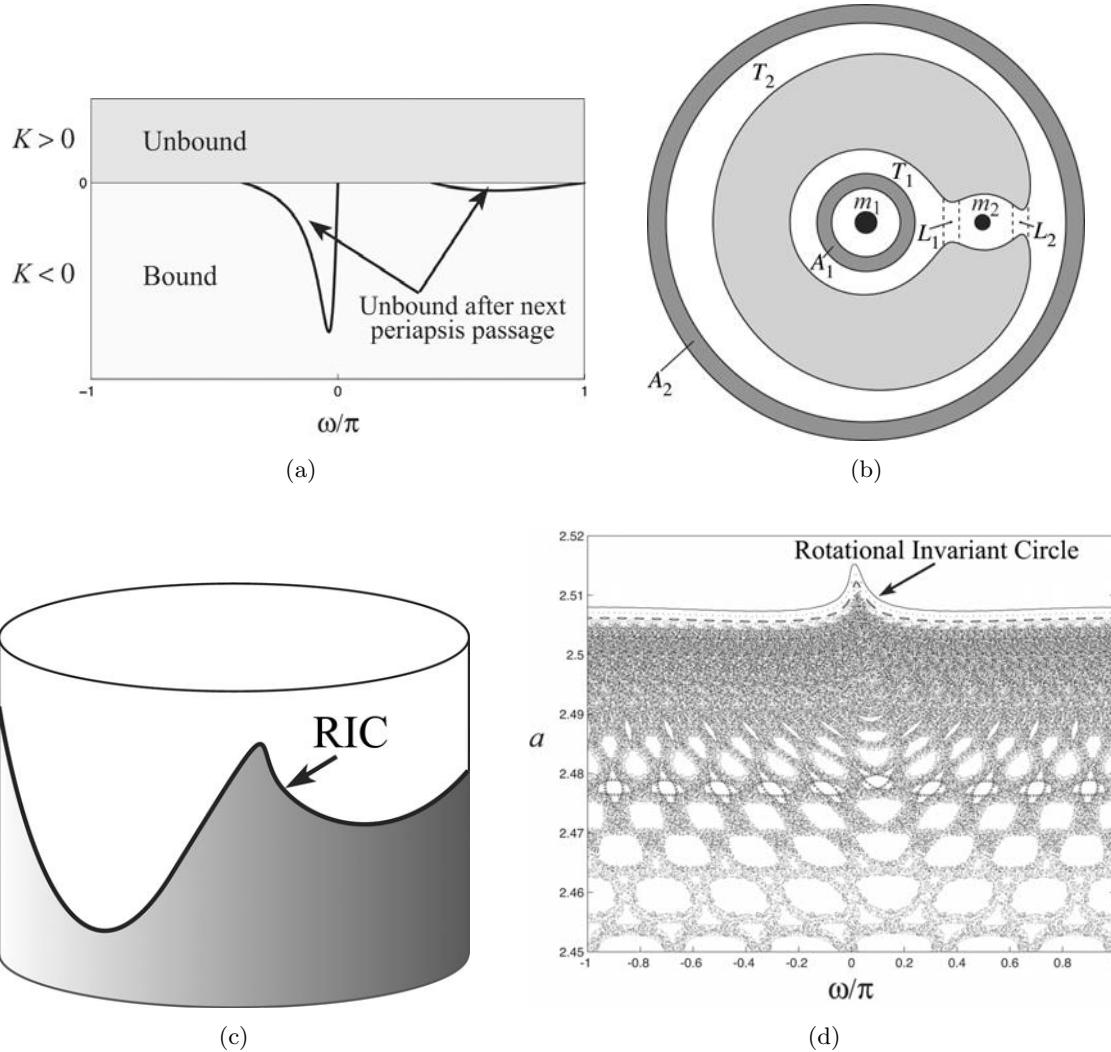 K > 0
Unbound
0
K < 0
Bound
Unbound after next
periapsis passage
-1
0
1
ω/π
(a)
T2
T1
m1
m2
L1
L2
A1
A2
(b)
RIC
(c)
Rotational Invariant Circle
2.52
2.51
2.5
2.49
2.48
2.47
2.46
2.45
a
-1
-0.8
-0.6
-0.4
-0.2
0
0.2
0.4
0.6
0.8
ω/π
(d)